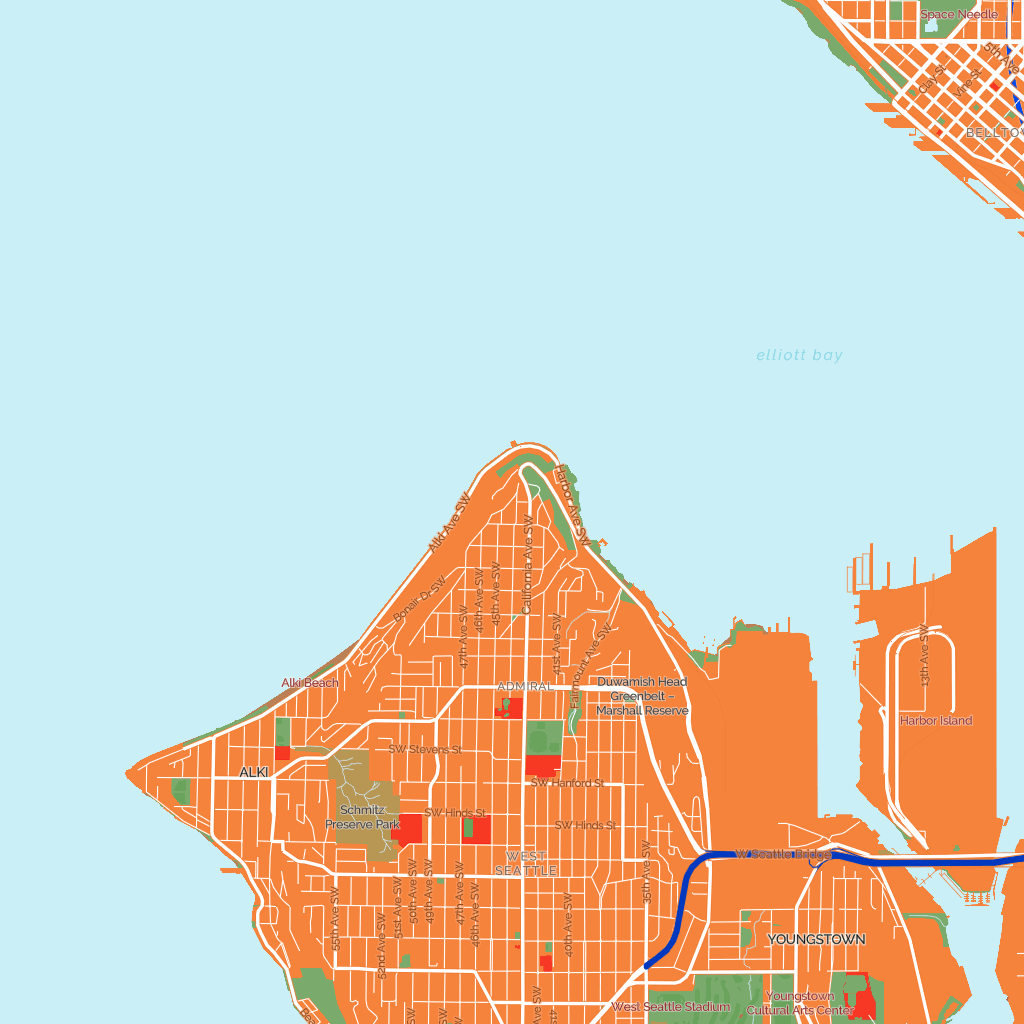 Space Needle
5th Ave
Clay St
Vine St
elliott bay
Harbor Ave SW
Alki Ave SW
California Ave SW
Bonair Dr SW
46th Ave SW
45th Ave SW
47th Ave SW
41st Ave SW
Fairmount Ave SW
13th Ave SW
Alki Beach
ADMIRAL
Duwamish Head
Greenbelt –
Marshall Reserve
Harbor Island
SW Stevens St
ALKI
SW Hanford St
Schmitz
Preserve Park
SW Hinds St
SW Hinds St
WEST
SEATTLE
W Seattle Bridge
35th Ave SW
55th Ave SW
52nd Ave SW
51st Ave SW
50th Ave SW
49th Ave SW
47th Ave SW
46th Ave SW
40th Ave SW
YOUNGSTOWN
West Seattle Stadium
Youngstown
Cultural Arts Center